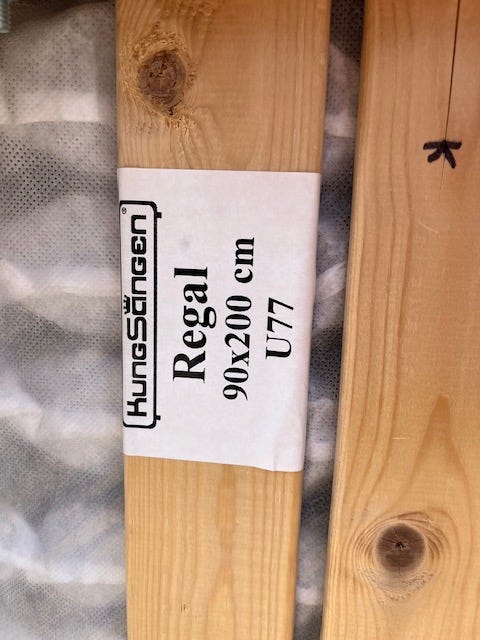 KUNGSÄNGEN®
Regal
90x200 cm
U77